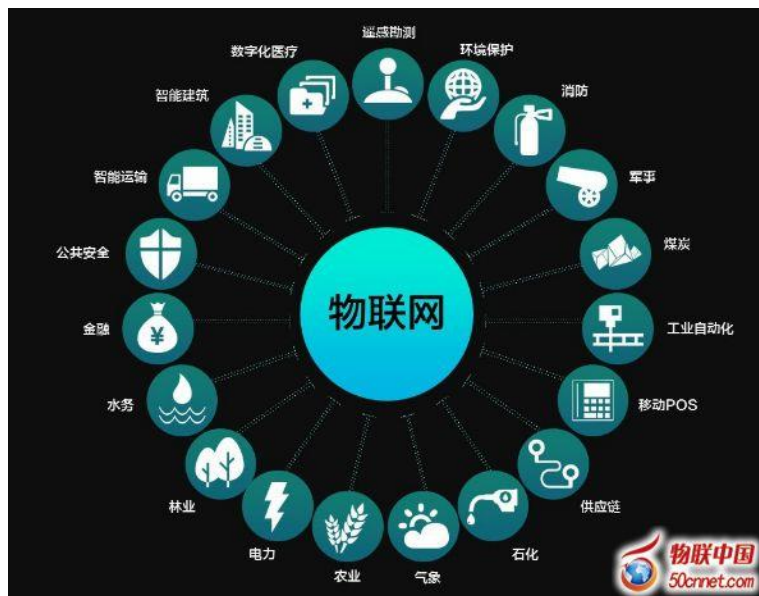 遥感勘测
数字化医疗
环境保护
智能建筑
消防
智能运输
军事
公共安全
煤炭
物联网
金融
工业自动化
水务
移动POS
林业
供应链
电力
石化
农业
气象
物联中国
50cnnet.com